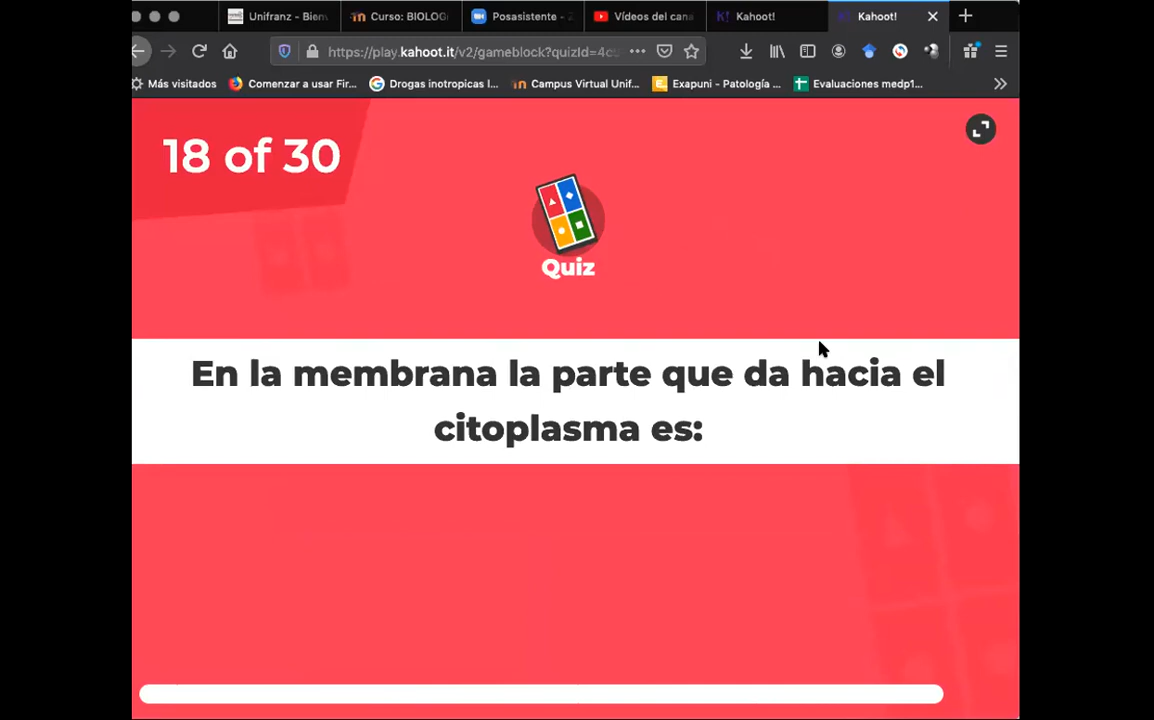 Unifranz - Bien
Curso: BIOLOG
Posasistente -
Vídeos del cana
Kahoot!
Kahoot!
https://play.kahoot.it/v2/gameblock?quizId=4c
Más visitados
Comenzar a usar Fir...
Drogas inotropicas l...
Campus Virtual Unif...
Exapuni - Patología ...
Evaluaciones medp1...
18 of 30
Quiz
En la membrana la parte que da hacia el
citoplasma es: